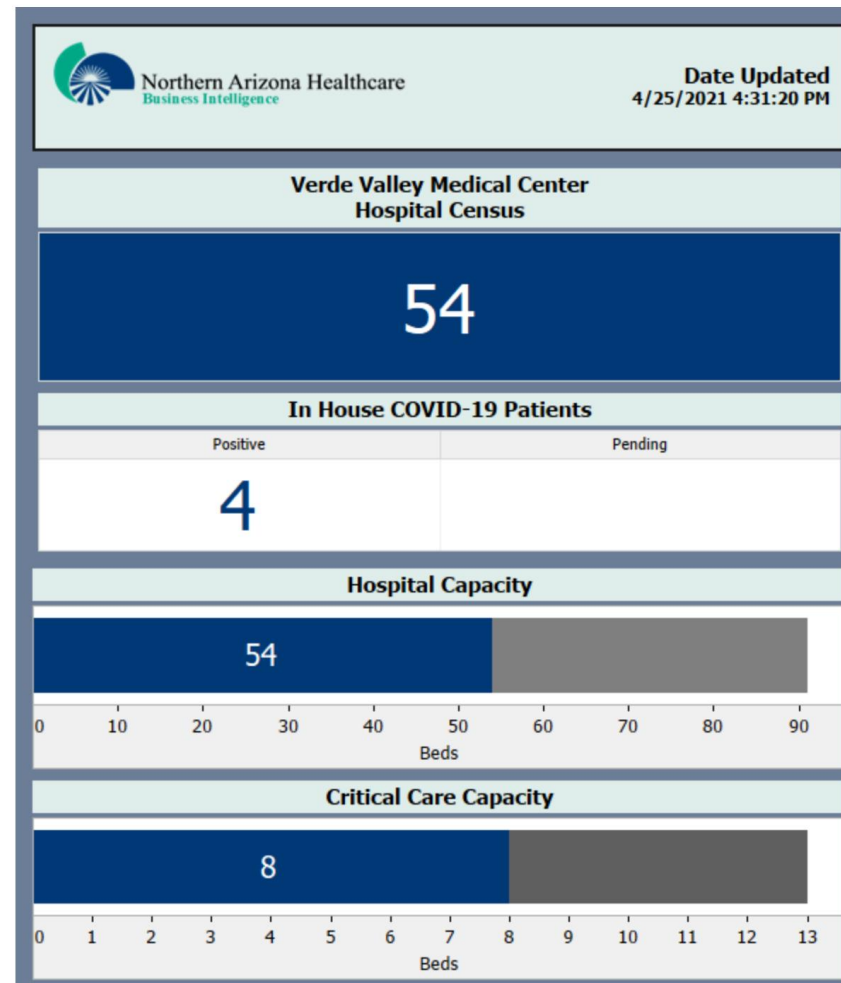 Northern Arizona Healthcare
Business Intelligence
Date Updated
4/25/2021 4:31:20 PM
Verde Valley Medical Center
Hospital Census
54
In House COVID-19 Patients
Positive Pending
4
Hospital Capacity
54
0 10 20 30 40 50 60 70 80 90
Beds
Critical Care Capacity
8
0 1 2 3 4 5 6 7 8 9 10 11 12 13
Beds